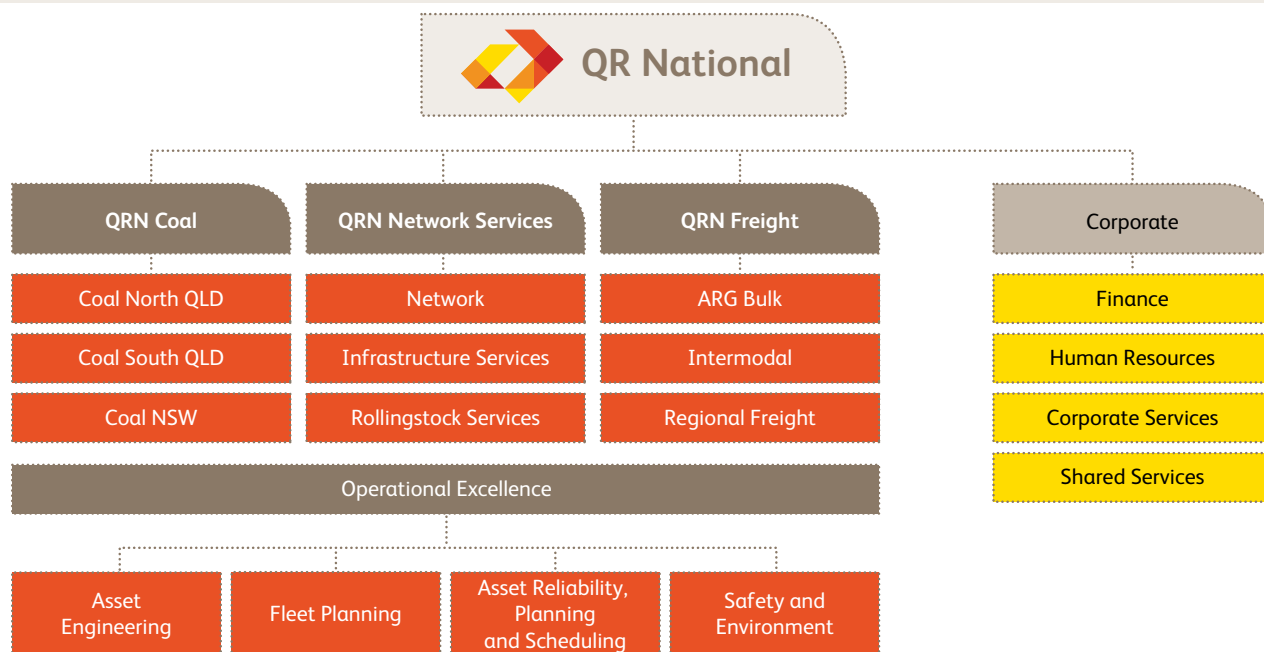 QR National
QRN Coal
QRN Network Services
QRN Freight
Corporate
Coal North QLD
Network
ARG Bulk
Finance
Coal South QLD
Infrastructure Services
Intermodal
Human Resources
Coal NSW
Rollingstock Services
Regional Freight
Corporate Services
Operational Excellence
Shared Services
Asset
Engineering
Fleet Planning
Asset Reliability,
Planning
and Scheduling
Safety and
Environment